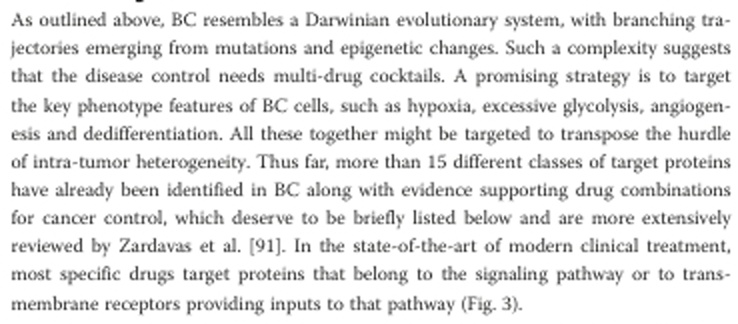 As outlined above, BC resembles a Darwinian evolutionary system, with branching tra-
jectories emerging from mutations and epigenetic changes. Such a complexity suggests
that the disease control needs multi-drug cocktails. A promising strategy is to target
the key phenotype features of BC cells, such as hypoxia, excessive glycolysis, angiogen-
esis and dedifferentiation. All these together might be targeted to transpose the hurdle
of intra-tumor heterogeneity. Thus far, more than 15 different classes of target proteins
have already been identified in BC along with evidence supporting drug combinations
for cancer control, which deserve to be briefly listed below and are more extensively
reviewed by Zardavas et al. [91]. In the state-of-the-art of modern clinical treatment,
most specific drugs target proteins that belong to the signaling pathway or to trans-
membrane receptors providing inputs to that pathway (Fig. 3).